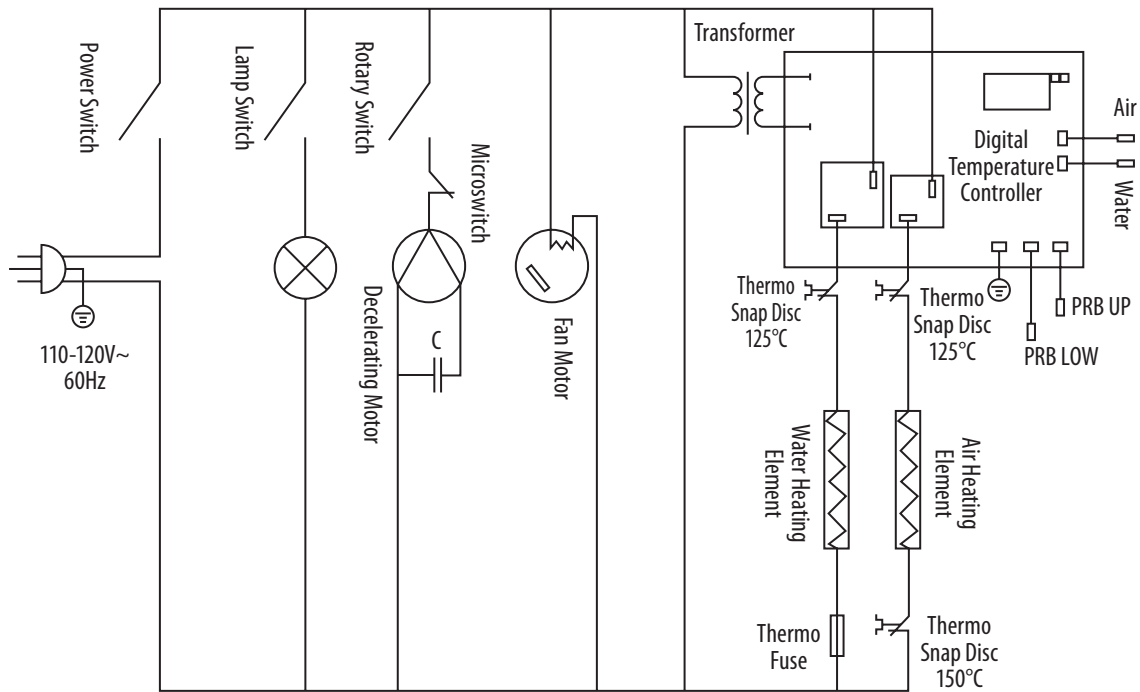 Power Switch
Lamp Switch
Rotary Switch
Microswitch
Decelerating Motor
C
Fan Motor
Transformer
Digital
Temperature
Controller
Air
Water
110-120V~
60Hz
Thermo
Snap Disc
125°C
Thermo
Snap Disc
125°C
PRB UP
PRB LOW
Water Heating
Element
Air Heating
Element
Thermo
Fuse
Thermo
Snap Disc
150°C